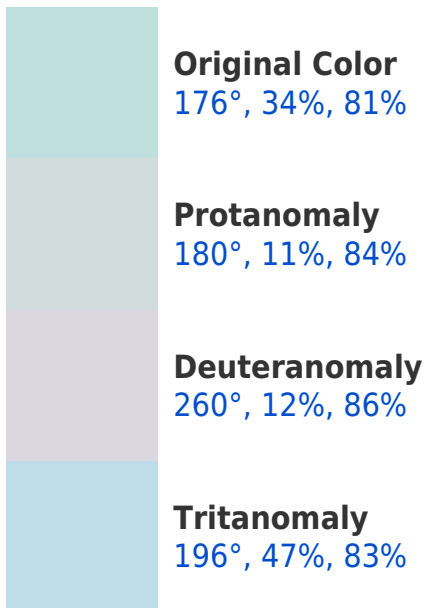 Original Color
176°, 34%, 81%
Protanomaly
180°, 11%, 84%
Deuteranomaly
260°, 12%, 86%
Tritanomaly
196°, 47%, 83%